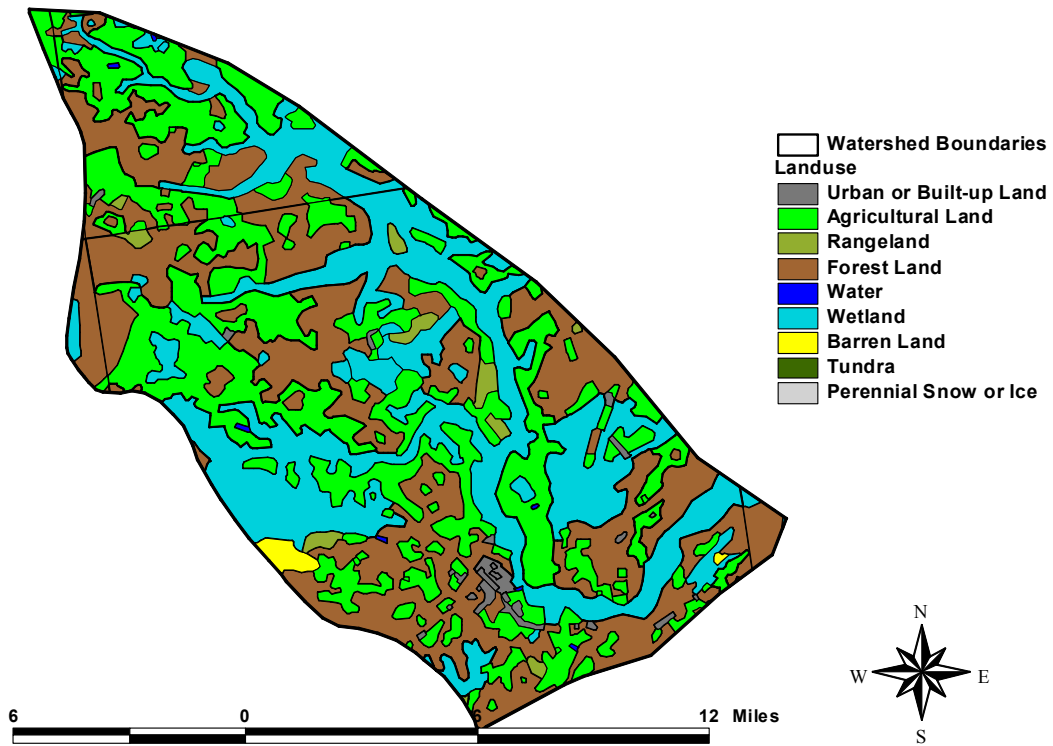 Watershed Boundaries
Landuse
Urban or Built-up Land
Agricultural Land
Rangeland
Forest Land
Water
Wetland
Barren Land
Tundra
Perennial Snow or Ice
N
W E
S
6 0 6 12 Miles